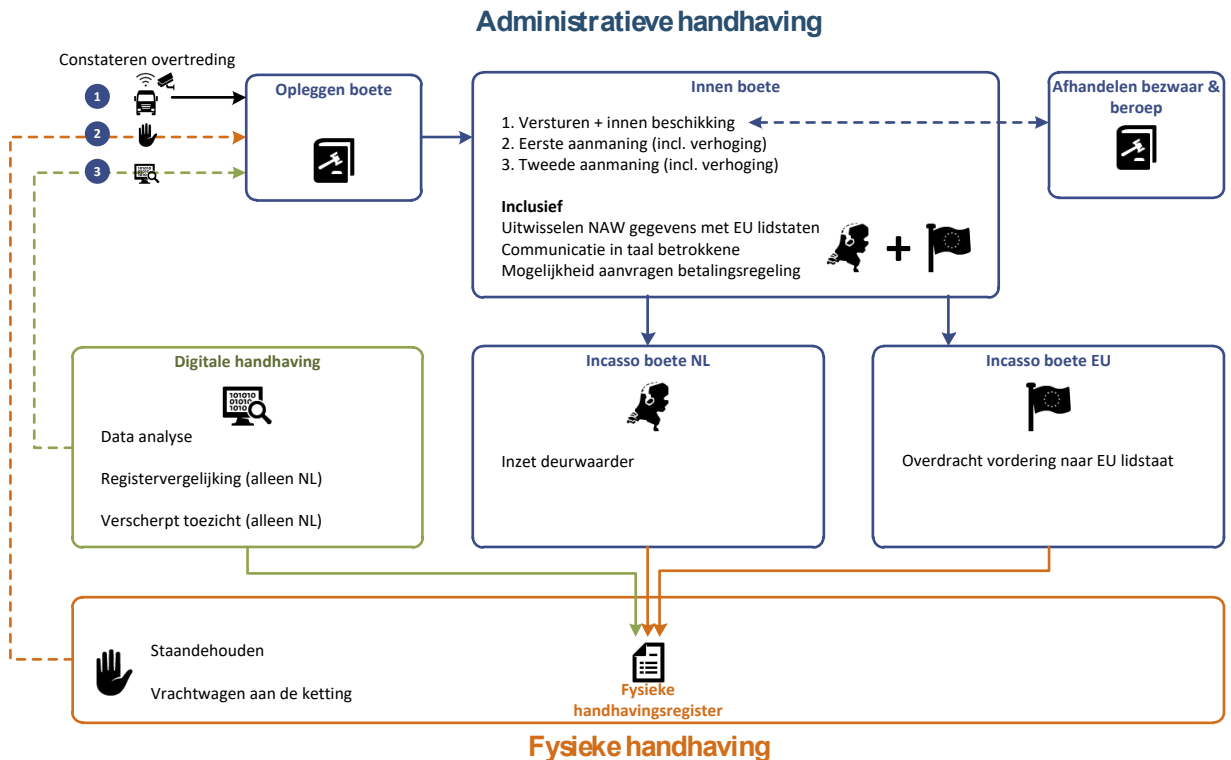 Administratieve handhaving
Constateren overtreding
1
2
3
Opleggen boete
Innen boete
1. Versturen + innen beschikking
2. Eerste aanmaning (incl. verhoging)
3. Tweede aanmaning (incl. verhoging)
Inclusief
Uitwisselen NAW gegevens met EU lidstaten
Communicatie in taal betrokkene
Mogelijkheid aanvragen betalingsregeling
Afhandelen bezwaar &
beroep
Digitale handhaving
101010
01010
1010
Data analyse
Registervergelijking (alleen NL)
Verscherpt toezicht (alleen NL)
Incasso boete NL
Inzet deurwaarder
Incasso boete EU
Overdracht vordering naar EU lidstaat
Staandehouden
Vrachtwagen aan de ketting
Fysieke
handhavingsregister
Fysieke handhaving